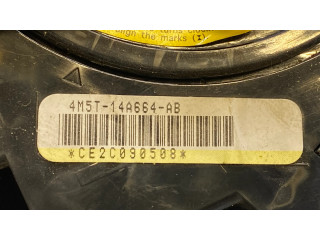 align the marks (
4M5T-14A664-AB
*CE2C090508*